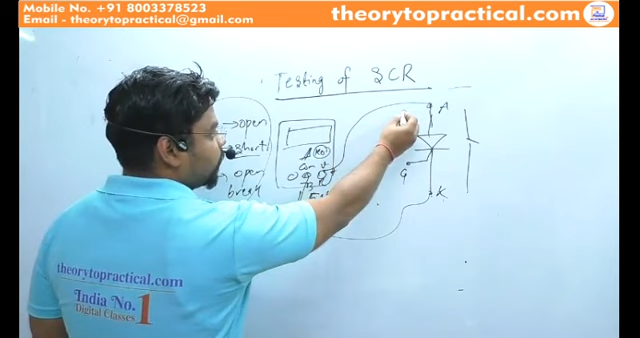 Mobile No. +91 8003378523
Email - theorytopractical@gmail.com
theorytopractical.com
Testing of SCR
→open
short
open
break
A
G
K
theorytopractical.com
India No.
1
Digital Classes